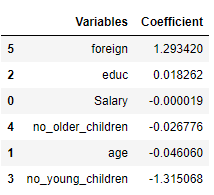 Variables Coefficient
5 foreign 1.293420
2 educ 0.018262
0 Salary -0.000019
4 no_older_children -0.026776
1 age -0.046060
3 no_young_children -1.315068